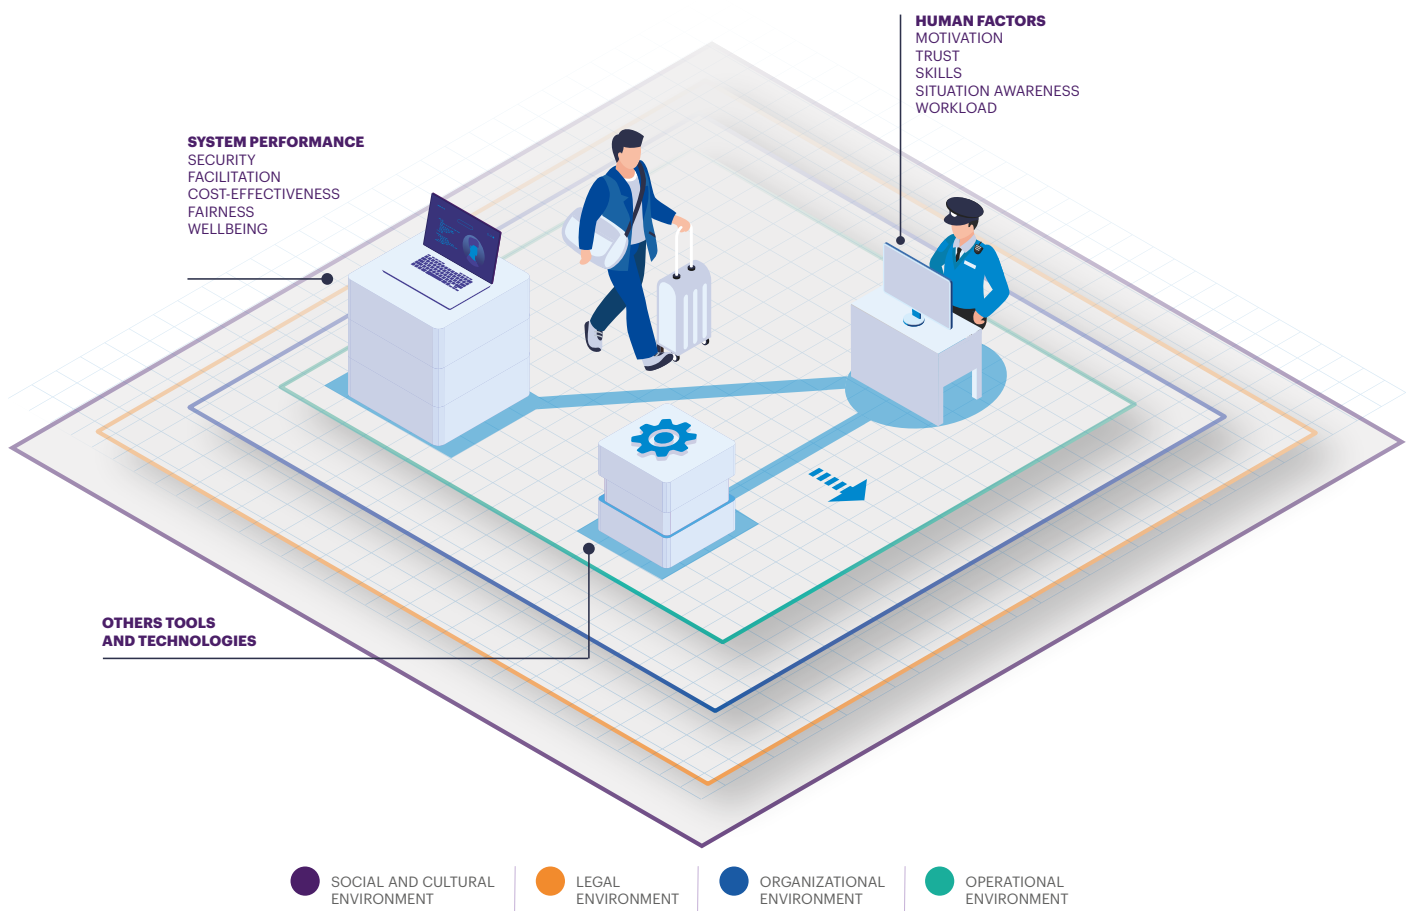 HUMAN FACTORS
MOTIVATION
TRUST
SKILLS
SITUATION AWARENESS
WORKLOAD
SYSTEM PERFORMANCE
SECURITY
FACILITATION
COST-EFFECTIVENESS
FAIRNESS
WELLBEING
OTHERS TOOLS
AND TECHNOLOGIES
SOCIAL AND CULTURAL
ENVIRONMENT
LEGAL
ENVIRONMENT
ORGANIZATIONAL
ENVIRONMENT
OPERATIONAL
ENVIRONMENT